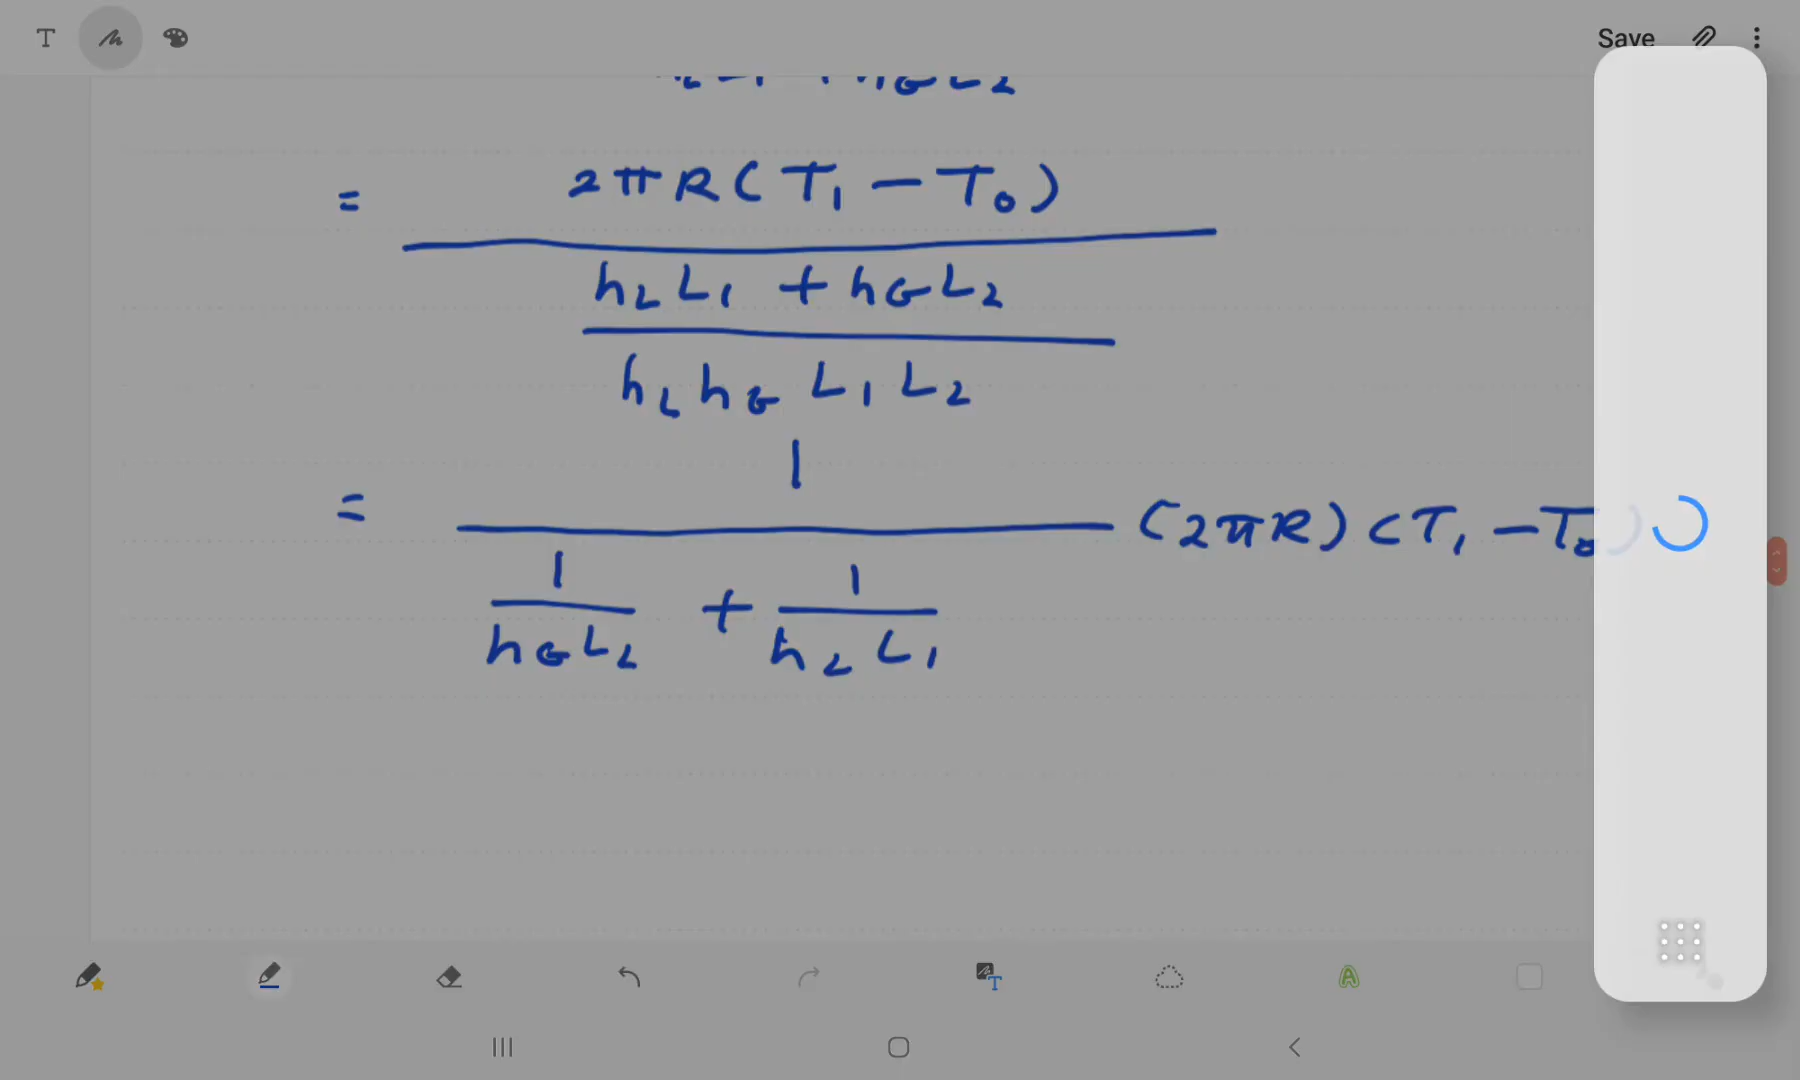 T Save
= 2πR(T₁ − T₀)
h_L L₁ + h_G L₂
h_L h_G L₁ L₂
1
= (2πR)(T₁ − T₀)
1 + 1
h_G L₂ h_L L₁
T A